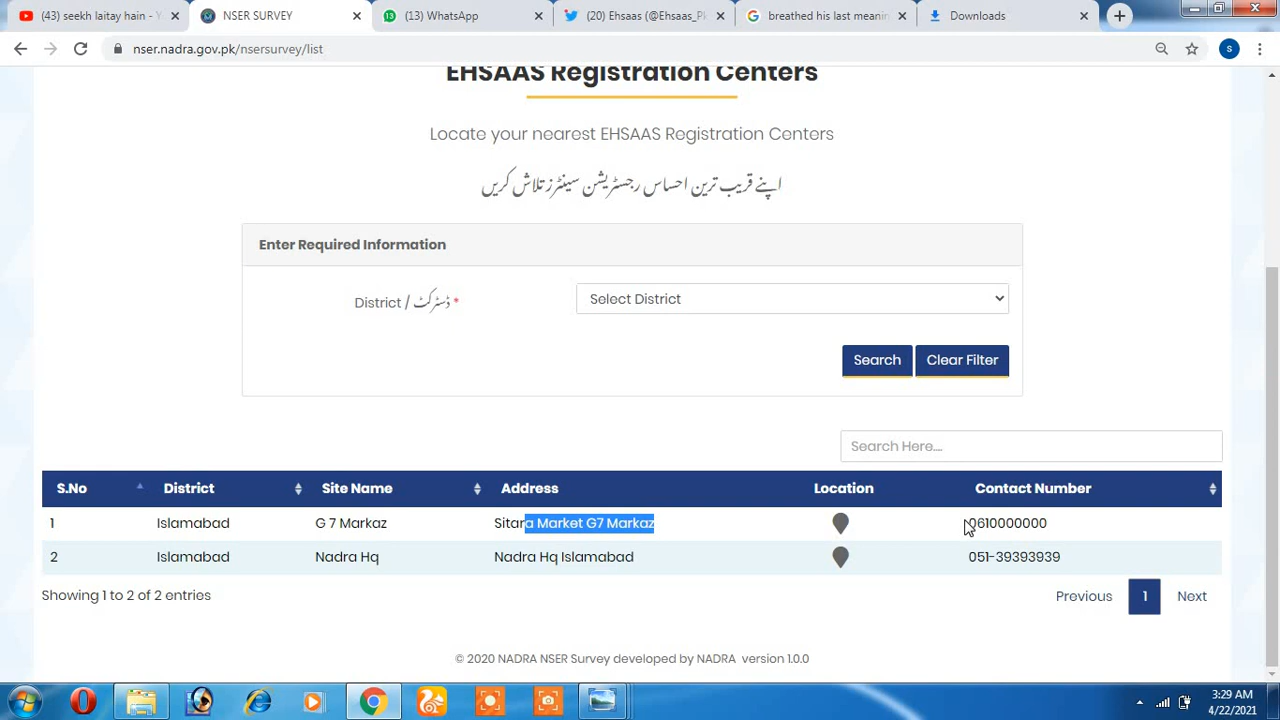 (43) seekh laitay hain - Y
NSER SURVEY
(13) WhatsApp
(20) Ehsaas (@Ehsaas_Pk
breathed his last meani
Downloads
nser.nadra.gov.pk/nsersurvey/list
EHSAAS Registration Centers
Locate your nearest EHSAAS Registration Centers
اپنے قریب ترین احساس رجسٹریشن سینٹرز تلاش کریں
Enter Required Information
District / ڈسٹرکٹ *
Select District
Search
Clear Filter
Search Here....
S.No District Site Name Address Location Contact Number
1 Islamabad G 7 Markaz Sitara Market G7 Markaz 0610000000
2 Islamabad Nadra Hq Nadra Hq Islamabad 051-39393939
Showing 1 to 2 of 2 entries
Previous 1 Next
© 2020 NADRA NSER Survey developed by NADRA version 1.0.0
3:29 AM
4/22/2021